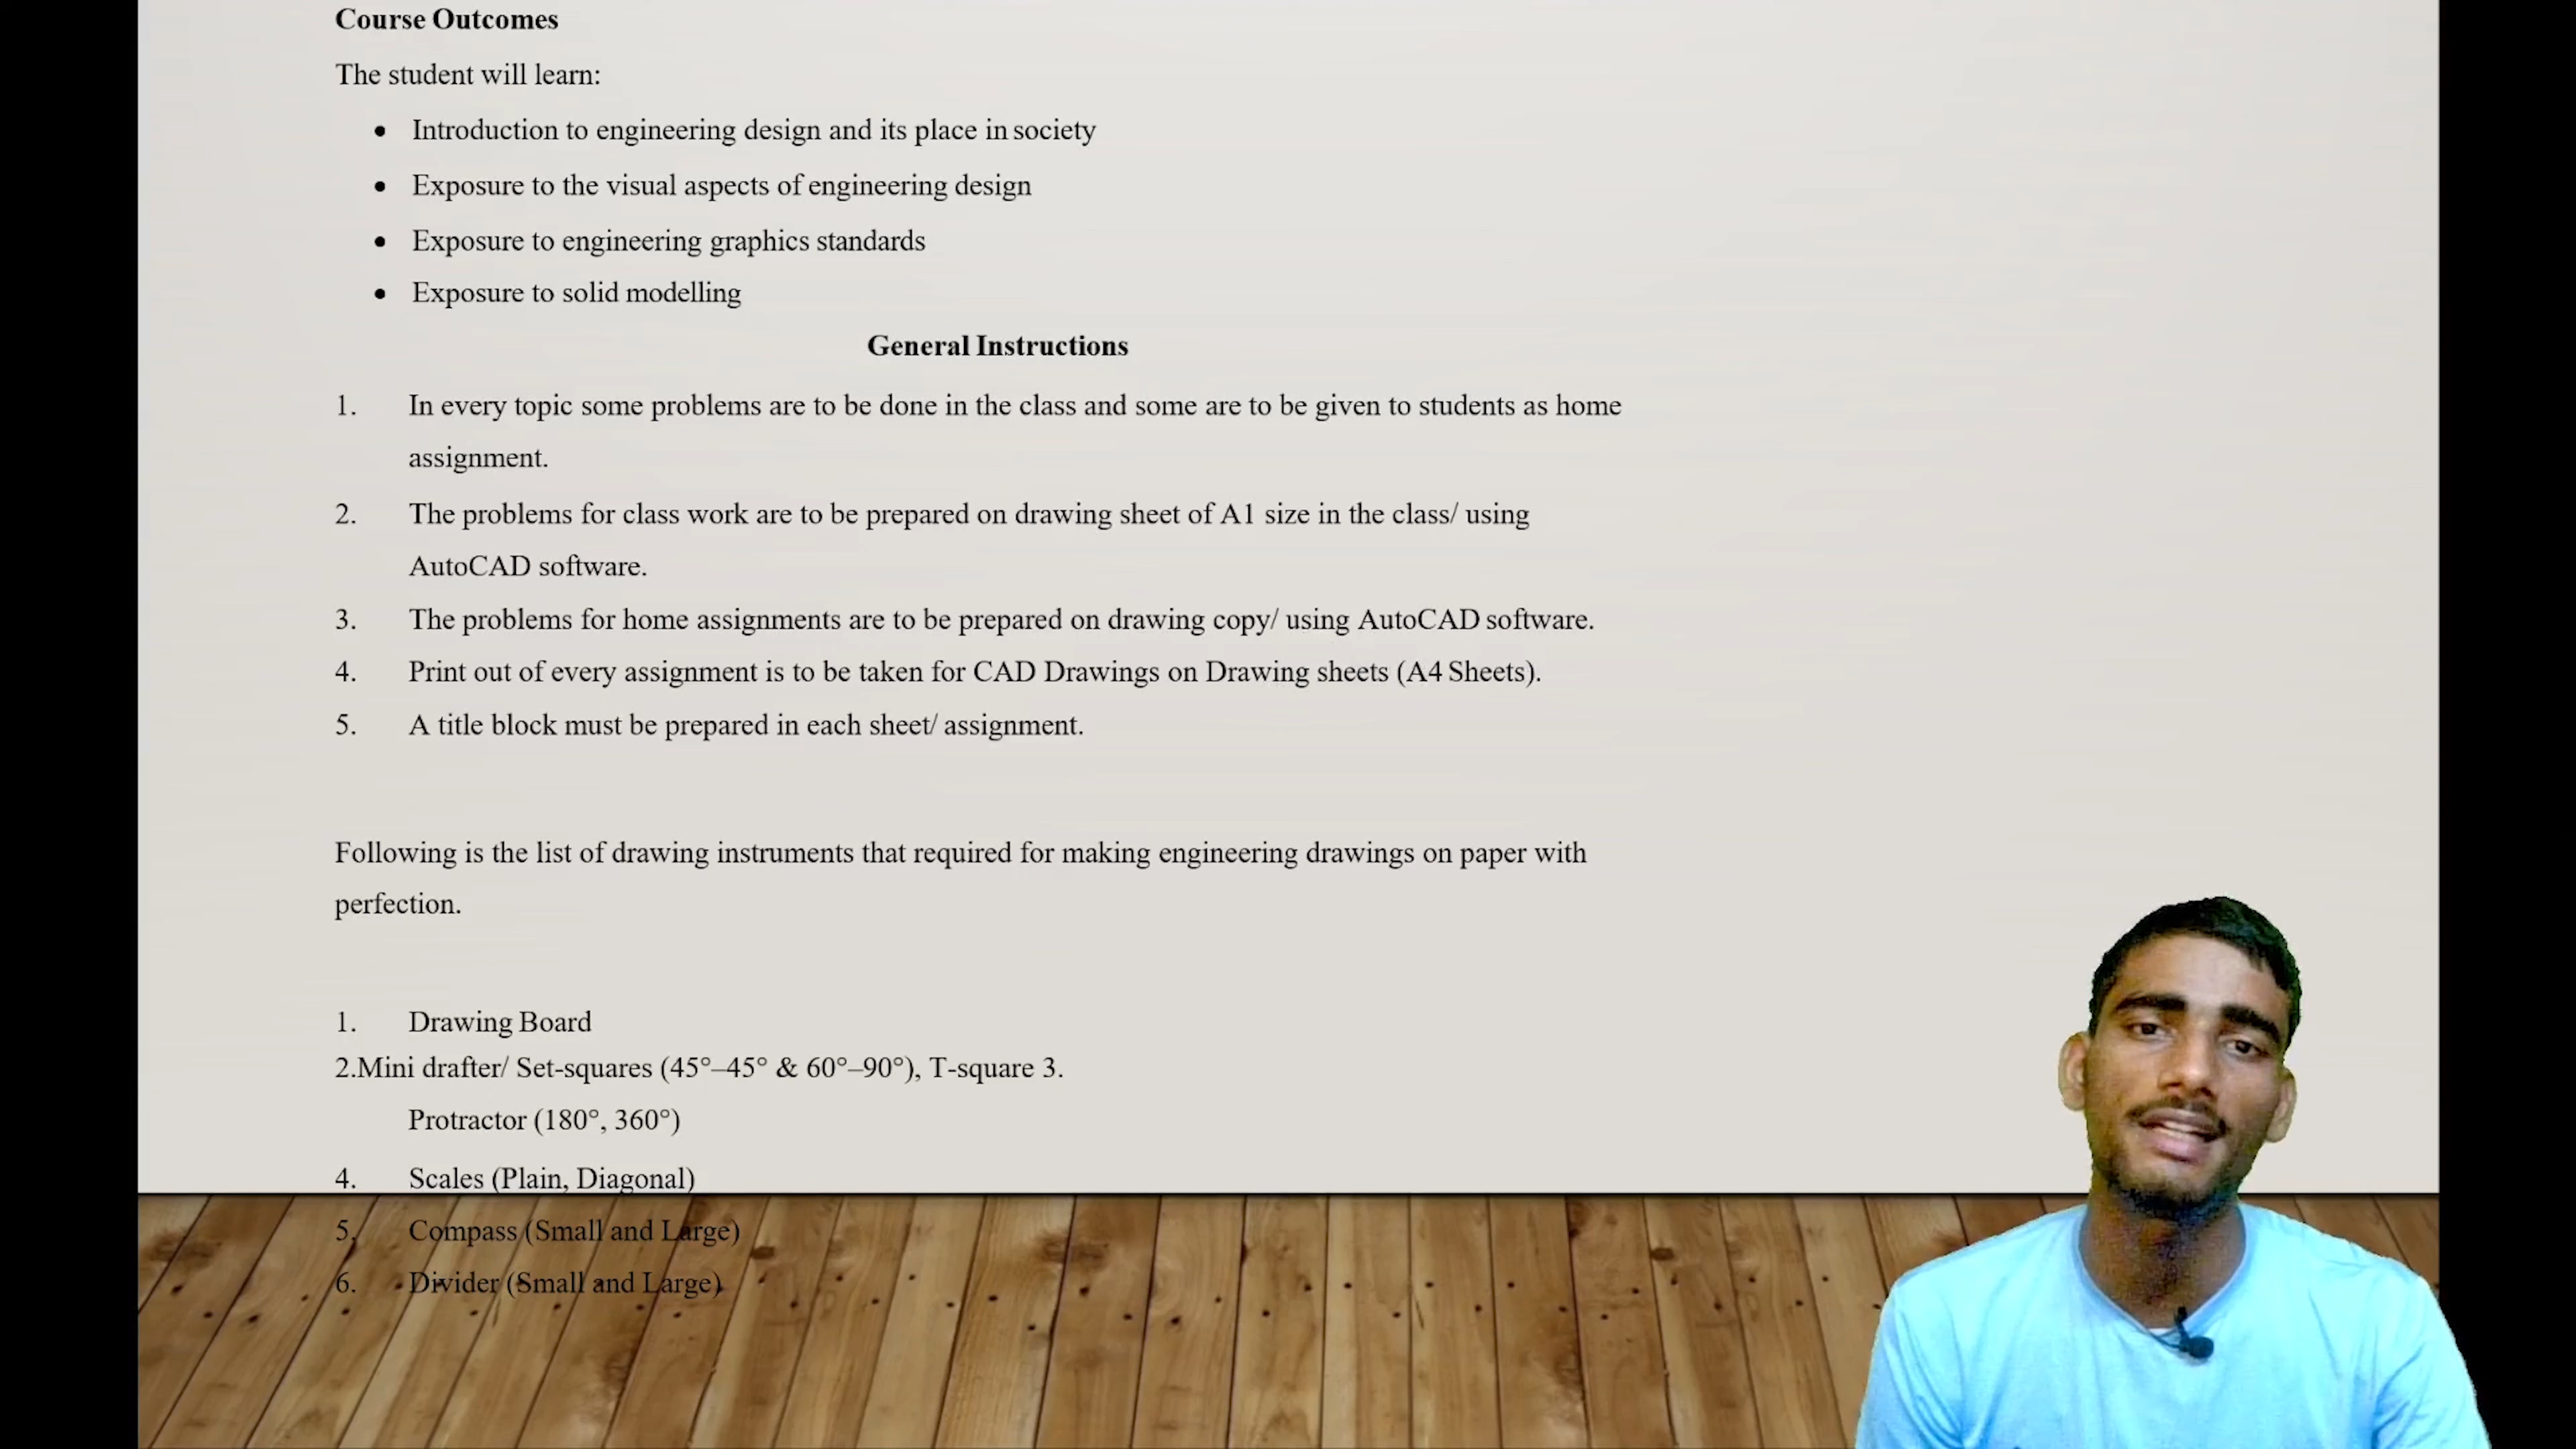 Course Outcomes
The student will learn:
• Introduction to engineering design and its place in society
• Exposure to the visual aspects of engineering design
• Exposure to engineering graphics standards
• Exposure to solid modelling
General Instructions
1. In every topic some problems are to be done in the class and some are to be given to students as home
assignment.
2. The problems for class work are to be prepared on drawing sheet of A1 size in the class/ using
AutoCAD software.
3. The problems for home assignments are to be prepared on drawing copy/ using AutoCAD software.
4. Print out of every assignment is to be taken for CAD Drawings on Drawing sheets (A4 Sheets).
5. A title block must be prepared in each sheet/ assignment.
Following is the list of drawing instruments that required for making engineering drawings on paper with
perfection.
1. Drawing Board
2.Mini drafter/ Set-squares (45°–45° & 60°–90°), T-square 3.
Protractor (180°, 360°)
4. Scales (Plain, Diagonal)
5. Compass (Small and Large)
6. Divider (Small and Large)